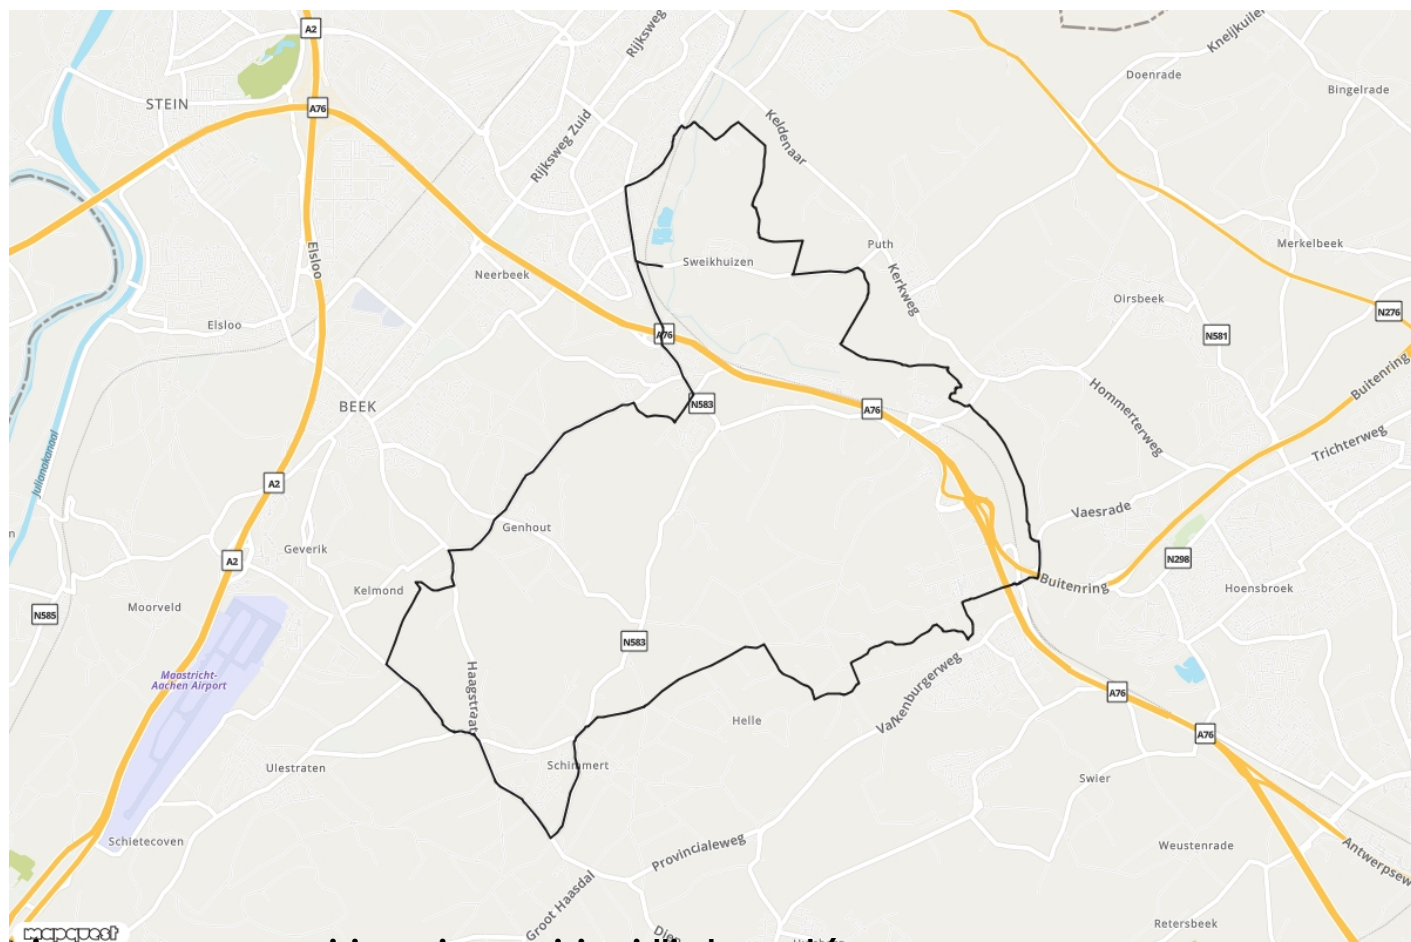 A2
Rijksweg
Kneijkuilerweg
Doenrade
Bingelrade
STEIN
A76
Keldenaar
Rijksweg Zuid
Elsloo
Puth
Merkelbeek
Sweikhuizen
Neerbeek
Kerkweg
Oirsbeek
N276
Elsloo
A76
N581
Buitenring
BEEK
N583
A76
Hommerterweg
Trichterweg
Julianakanaal
A2
Vaesrade
Genhout
Geverik
A2
N298
Kelmond
Buitenring
Hoensbroek
Moorveld
N585
N583
Maastricht-
Aachen Airport
Haagstraat
Valkenburgerweg
A76
Helle
A76
Ulestraten
Schimmert
Swier
Schietecoven
Provincialeweg
Weustenrade
Groot Haasdal
Retersbeek
mapquest